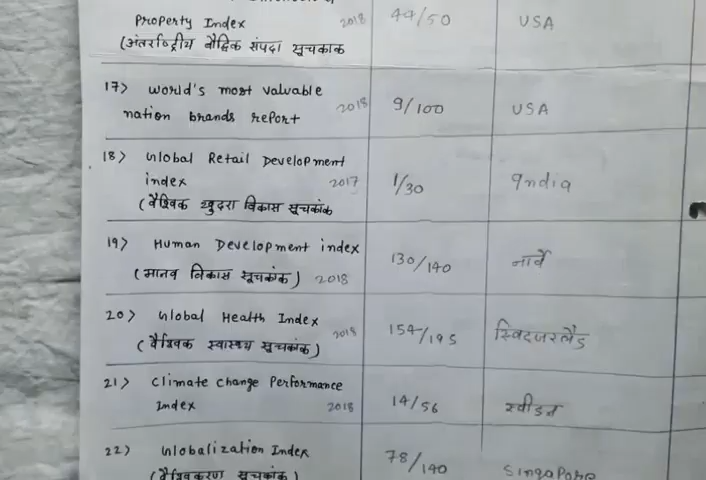 Property Index 2018 44/50 USA
(अंतर्राष्ट्रीय बौद्धिक संपदा सूचकांक
17) World's most valuable
nation brands report 2018 9/100 USA
18) Global Retail Development
index 2017 1/30 India
(वैश्विक खुदरा विकास सूचकांक
19) Human Development index 130/140 नार्वे
(मानव विकास सूचकांक) 2018
20) Global Health Index 2018 154/195 स्विटजरलैंड
(वैश्विक स्वास्थ्य सूचकांक)
21) Climate change Performance
Index 2018 14/56 स्वीडन
22) Globalization Index 78/140 Singapore
(वैश्विकरण सूचकांक)